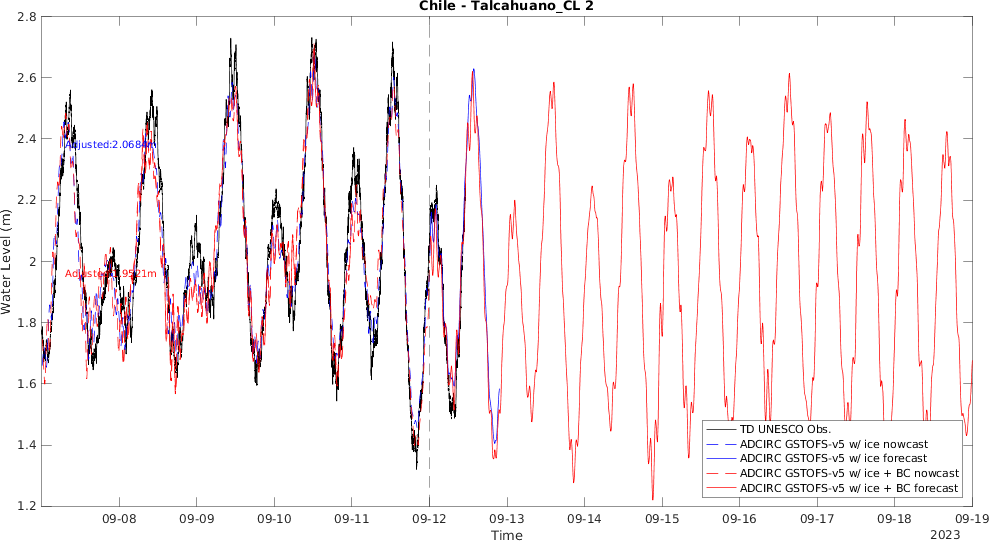 Chile - Talcahuano_CL 2
Water Level (m)
2.8
2.6
2.4
2.2
2
1.8
1.6
1.4
1.2
Adjusted:2.0684m
Adjusted:1.9521m
TD UNESCO Obs.
ADCIRC GSTOFS-v5 w/ ice nowcast
ADCIRC GSTOFS-v5 w/ ice forecast
ADCIRC GSTOFS-v5 w/ ice + BC nowcast
ADCIRC GSTOFS-v5 w/ ice + BC forecast
09-08 09-09 09-10 09-11 09-12 09-13 09-14 09-15 09-16 09-17 09-18 09-19
Time
2023